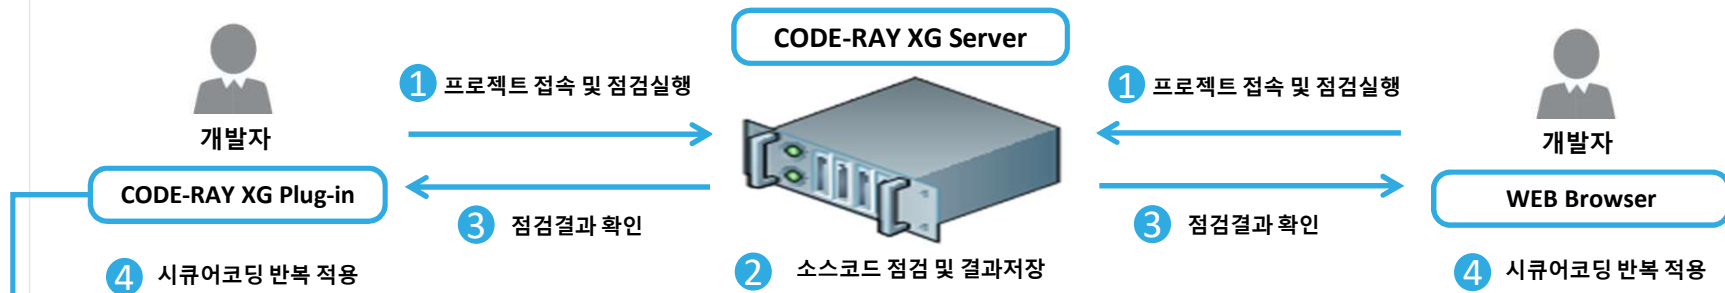 CODE-RAY XG Server
1 프로젝트 접속 및 점검실행
1 프로젝트 접속 및 점검실행
개발자
개발자
CODE-RAY XG Plug-in
WEB Browser
3 점검결과 확인
3 점검결과 확인
4 시큐어코딩 반복 적용
2 소스코드 점검 및 결과저장
4 시큐어코딩 반복 적용